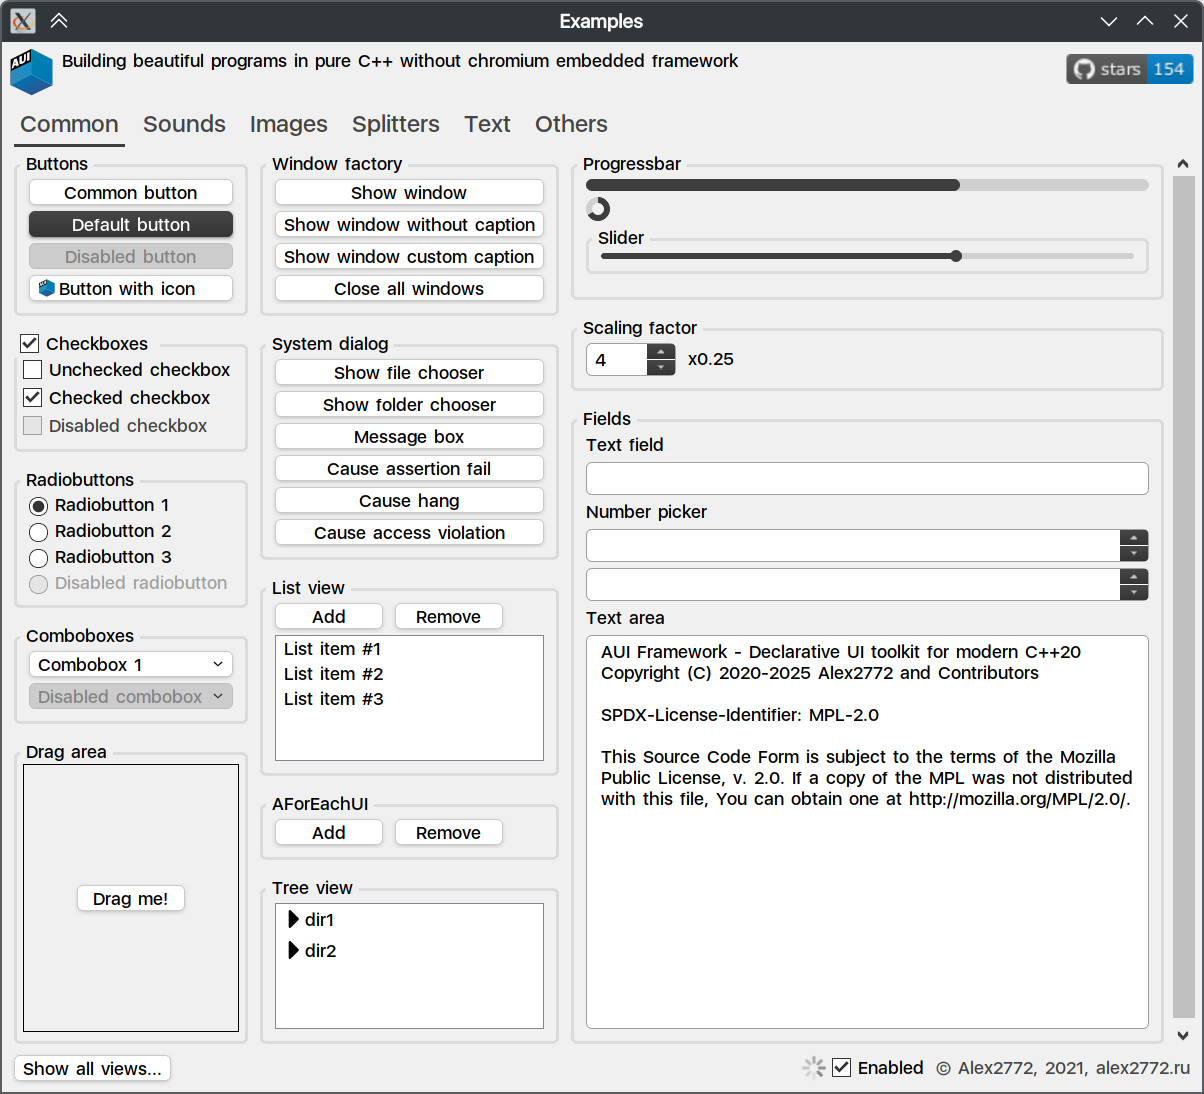 Examples
AUI
Building beautiful programs in pure C++ without chromium embedded framework
stars 154
Common Sounds Images Splitters Text Others
Buttons
Common button
Default button
Disabled button
Button with icon
Checkboxes
Unchecked checkbox
Checked checkbox
Disabled checkbox
Radiobuttons
Radiobutton 1
Radiobutton 2
Radiobutton 3
Disabled radiobutton
Comboboxes
Combobox 1
Disabled combobox
Drag area
Drag me!
Window factory
Show window
Show window without caption
Show window custom caption
Close all windows
System dialog
Show file chooser
Show folder chooser
Message box
Cause assertion fail
Cause hang
Cause access violation
List view
Add Remove
List item #1
List item #2
List item #3
AForEachUI
Add Remove
Tree view
dir1
dir2
Progressbar
Slider
Scaling factor
4 x0.25
Fields
Text field
Number picker
Text area
AUI Framework - Declarative UI toolkit for modern C++20
Copyright (C) 2020-2025 Alex2772 and Contributors
SPDX-License-Identifier: MPL-2.0
This Source Code Form is subject to the terms of the Mozilla
Public License, v. 2.0. If a copy of the MPL was not distributed
with this file, You can obtain one at http://mozilla.org/MPL/2.0/.
Show all views...
Enabled © Alex2772, 2021, alex2772.ru